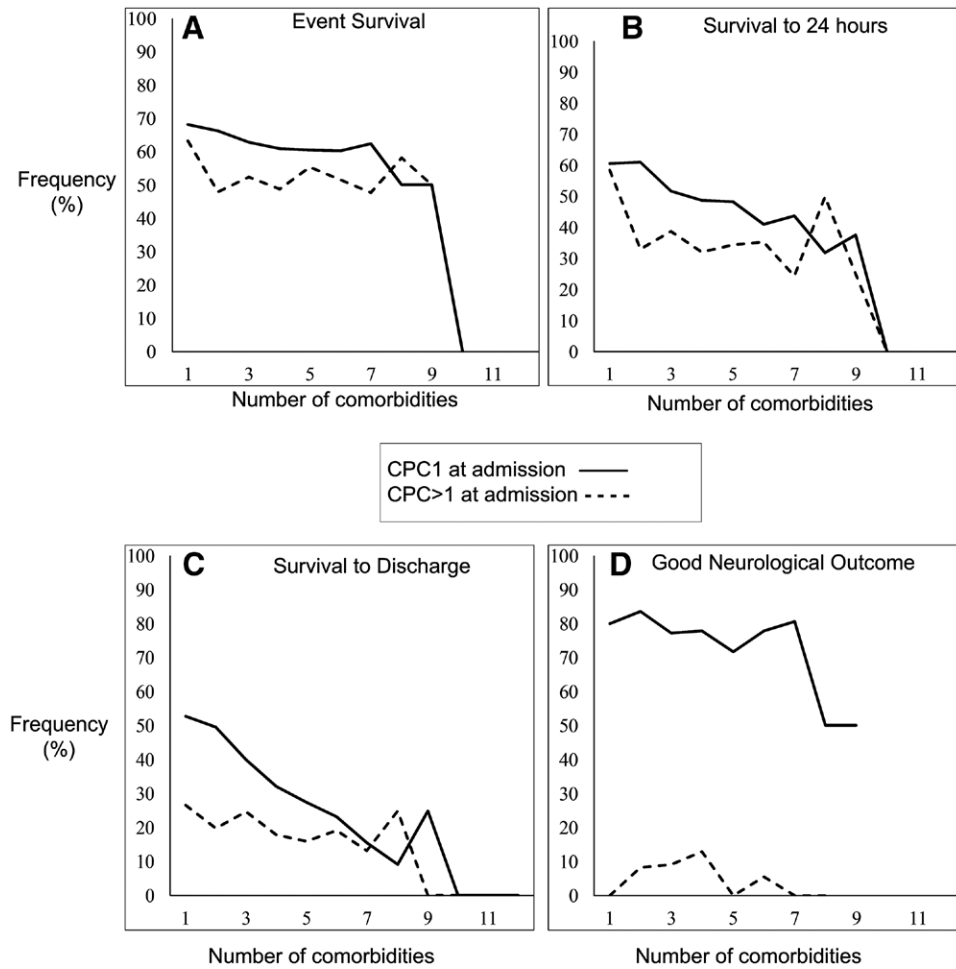 A
Event Survival
100
90
80
70
60
50
40
30
20
10
0
Frequency
(%)
1 3 5 7 9 11
Number of comorbidities
B
Survival to 24 hours
100
90
80
70
60
50
40
30
20
10
0
1 3 5 7 9 11
Number of comorbidities
CPC1 at admission
CPC>1 at admission
C
Survival to Discharge
100
90
80
70
60
50
40
30
20
10
0
Frequency
(%)
1 3 5 7 9 11
Number of comorbidities
D
Good Neurological Outcome
100
90
80
70
60
50
40
30
20
10
0
1 3 5 7 9 11
Number of comorbidities